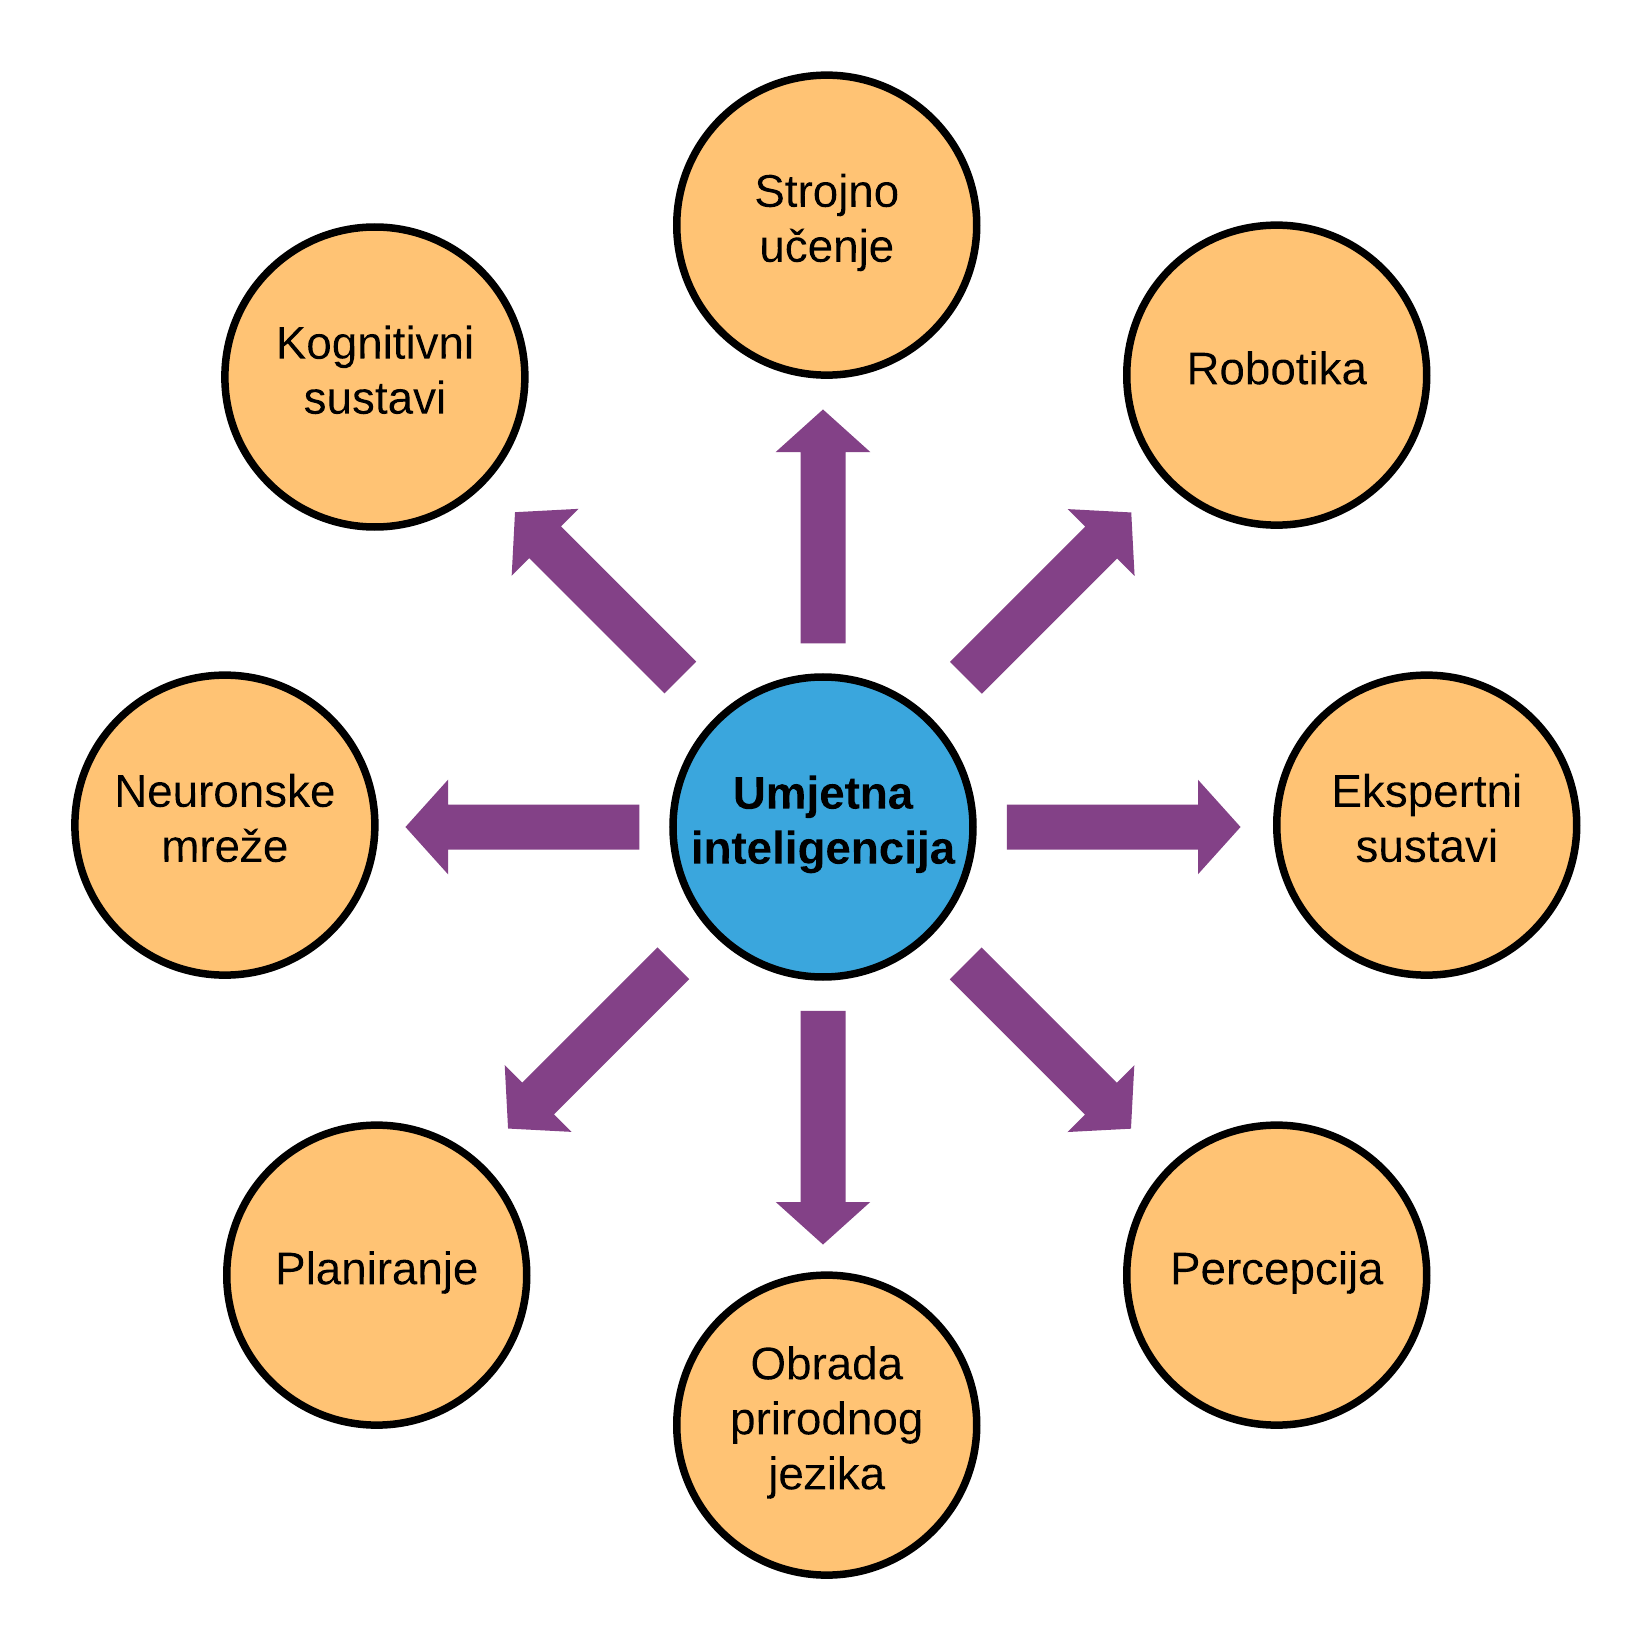 Strojno
učenje
Kognitivni
sustavi
Robotika
Neuronske
mreže
Umjetna
inteligencija
Ekspertni
sustavi
Planiranje
Percepcija
Obrada
prirodnog
jezika